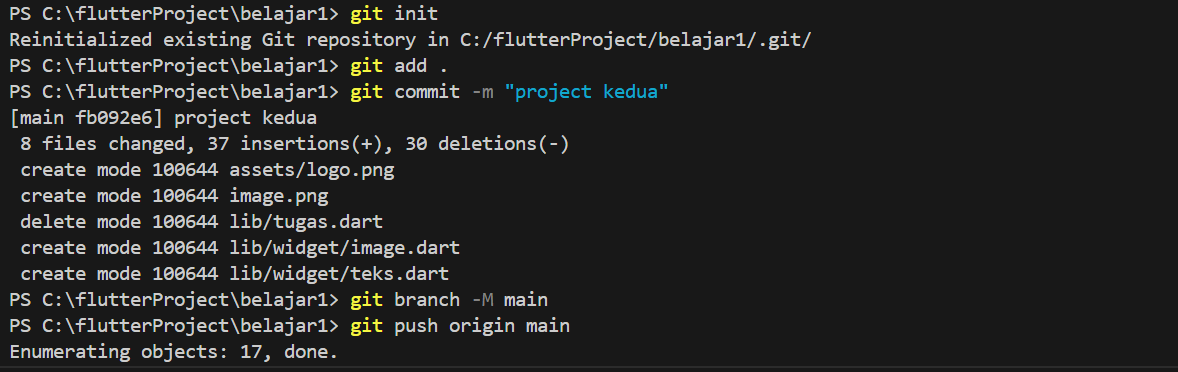 PS C:\flutterProject\belajar1> git init
Reinitialized existing Git repository in C:/flutterProject/belajar1/.git/
PS C:\flutterProject\belajar1> git add .
PS C:\flutterProject\belajar1> git commit -m "project kedua"
[main fb092e6] project kedua
 8 files changed, 37 insertions(+), 30 deletions(-)
 create mode 100644 assets/logo.png
 create mode 100644 image.png
 delete mode 100644 lib/tugas.dart
 create mode 100644 lib/widget/image.dart
 create mode 100644 lib/widget/teks.dart
PS C:\flutterProject\belajar1> git branch -M main
PS C:\flutterProject\belajar1> git push origin main
Enumerating objects: 17, done.